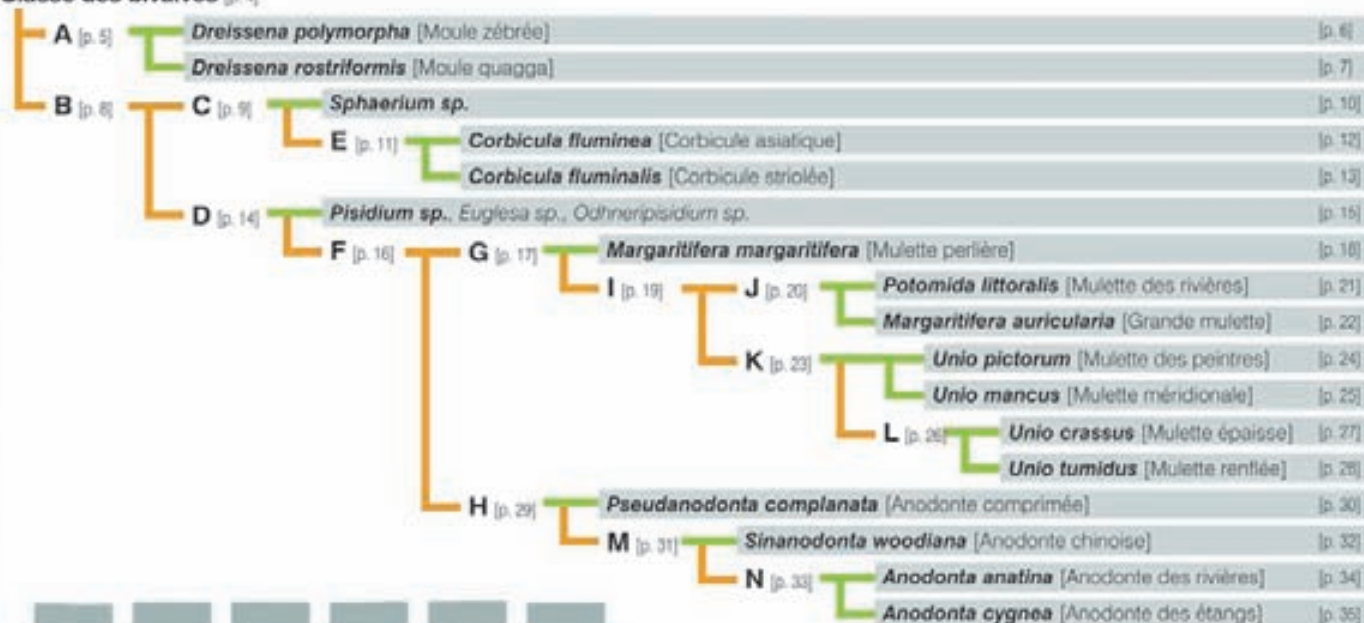 Classe des bivalves [p. 4]
A [p. 5] Dreissena polymorpha [Moule zébrée] [p. 6]
Dreissena rostriformis [Moule quagga] [p. 7]
B [p. 8] C [p. 9] Sphaerium sp. [p. 10]
E [p. 11] Corbicula fluminea [Corbicule asiatique] [p. 12]
Corbicula fluminalis [Corbicule striolée] [p. 13]
D [p. 14] Pisidium sp., Euglesa sp., Odhneripisidium sp. [p. 15]
F [p. 16] G [p. 17] Margaritifera margaritifera [Mulette perlière] [p. 18]
I [p. 19] J [p. 20] Potomida littoralis [Mulette des rivières] [p. 21]
Margaritifera auricularia [Grande mulette] [p. 22]
K [p. 23] Unio pictorum [Mulette des peintres] [p. 24]
Unio mancus [Mulette méridionale] [p. 25]
L [p. 26] Unio crassus [Mulette épaisse] [p. 27]
Unio tumidus [Mulette renflée] [p. 28]
H [p. 29] Pseudanodonta complanata [Anodonte comprimée] [p. 30]
M [p. 31] Sinanodonta woodiana [Anodonte chinoise] [p. 32]
N [p. 33] Anodonta anatina [Anodonte des rivières] [p. 34]
Anodonta cygnea [Anodonte des étangs] [p. 35]